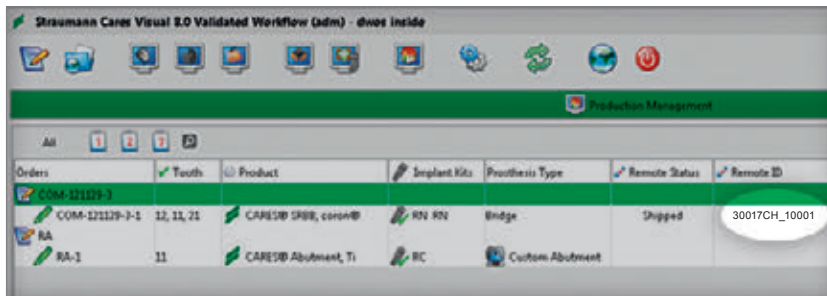 Straumann Cares Visual 8.0 Validated Workflow (adm) - dwos inside
Production Management
All 1 2 7
Orders Tooth Product Implant Kits Prosthesis Type Remote Status Remote ID
COM-121129-3
COM-121129-3-1 12, 11, 21 CARES® SRBB, coron® RN RN Bridge Shipped 30017CH_10001
RA
RA-1 11 CARES® Abutment, Ti RC Custom Abutment